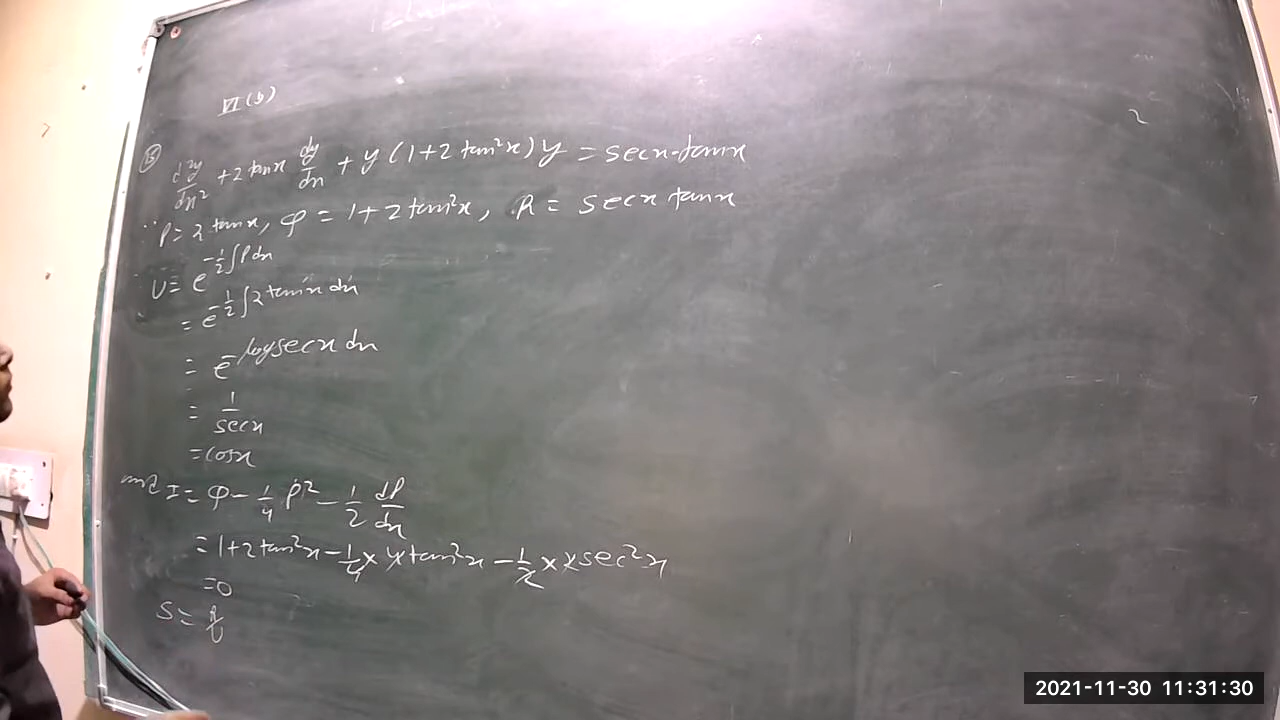 VI (b)
⑬ d²y/dx² + 2 tanx dy/dx + y (1+2 tan²x) y = secx·tanx
∵ P = 2 tanx, φ = 1+2 tan²x, R = secx tanx
U = e^{-1/2 ∫P dx}
= e^{-1/2 ∫2 tanx dx}
= e^{-log secx dx}
= 1/secx
= cosx
and I = φ - 1/4 P² - 1/2 dP/dx
= 1+2 tan²x - 1/4 × 4 tan²x - 1/2 × 2 sec²x
= 0
S = R/U
2021-11-30 11:31:30